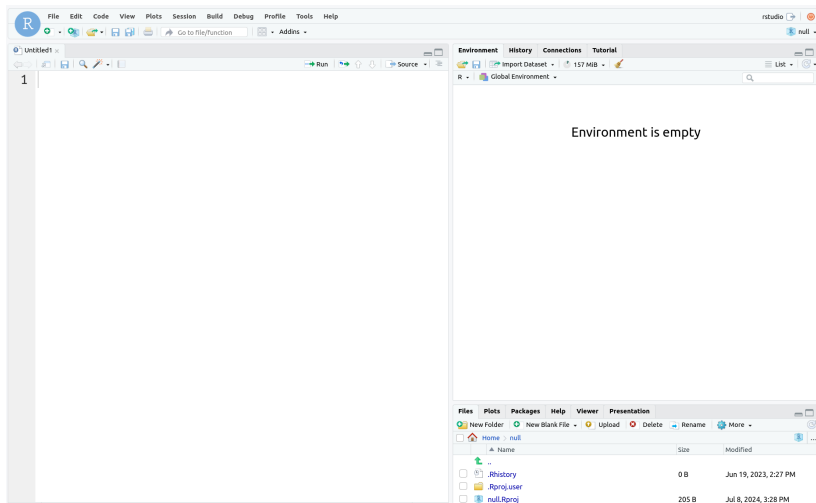 R File Edit Code View Plots Session Build Debug Profile Tools Help rstudio
Go to file/function Addins null
Untitled1
Run Source
1
Environment History Connections Tutorial
Import Dataset 157 MiB List
R Global Environment
Environment is empty
Files Plots Packages Help Viewer Presentation
New Folder New Blank File Upload Delete Rename More
Home null ...
Name Size Modified
..
.Rhistory 0 B Jun 19, 2023, 2:27 PM
.Rproj.user
null.Rproj 205 B Jul 8, 2024, 3:28 PM